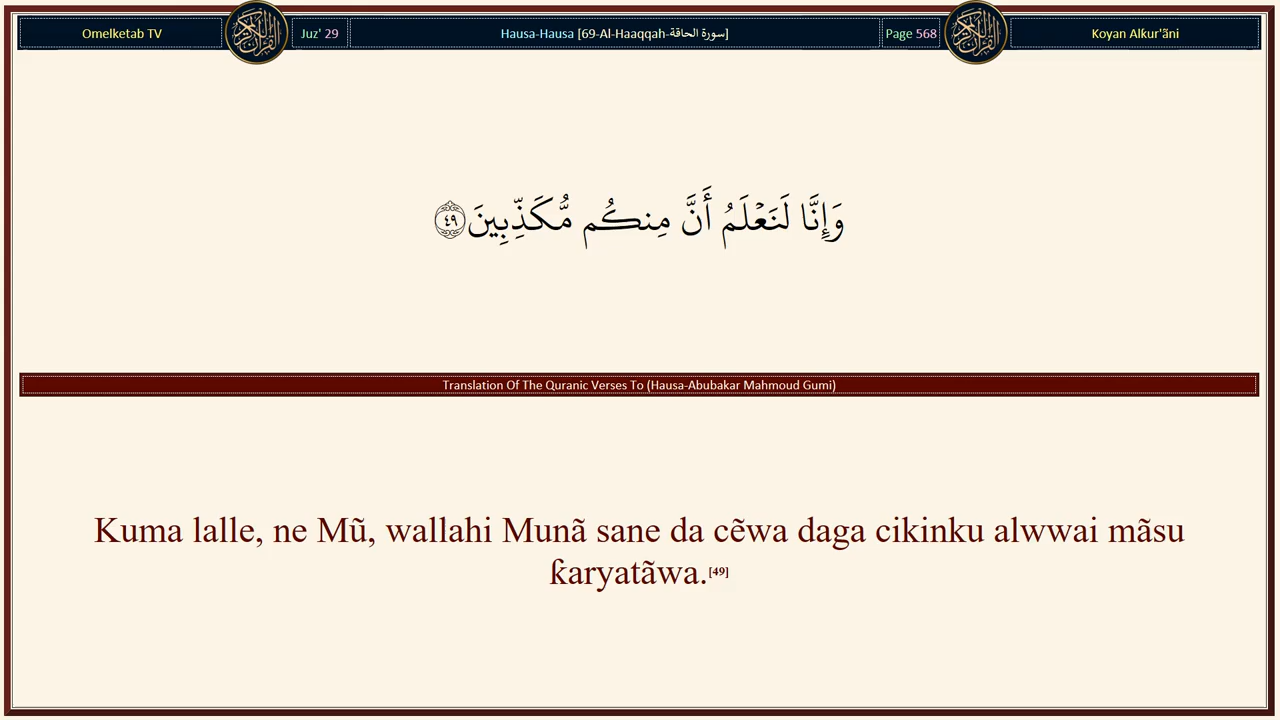 Omelketab TV
Juz' 29
Hausa-Hausa [69-Al-Haaqqah-سورة الحاقة]
Page 568
Koyan Alƙur'ãni
وَإِنَّا لَنَعۡلَمُ أَنَّ مِنكُم مُّكَذِّبِينَ ٤٩
Translation Of The Quranic Verses To (Hausa-Abubakar Mahmoud Gumi)
Kuma lalle, ne Mũ, wallahi Munã sane da cẽwa daga cikinku alwwai mãsu
ƙaryatãwa.[49]